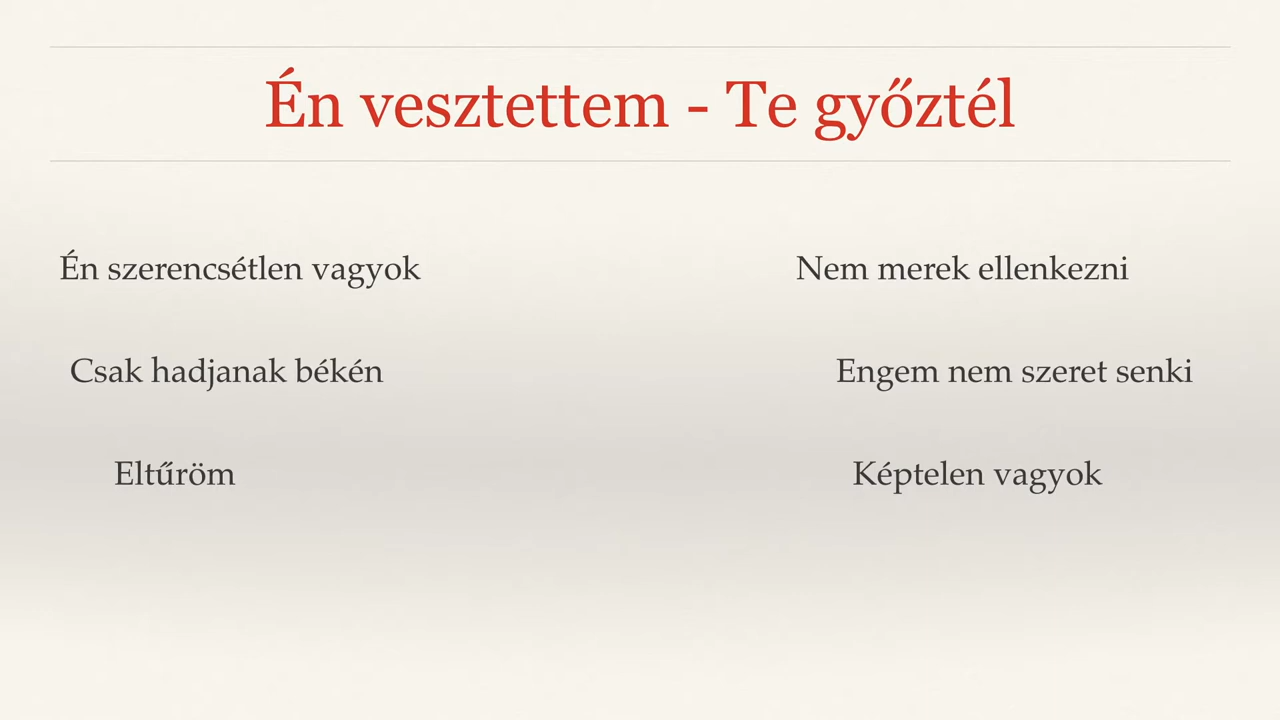 Én vesztettem - Te győztél
Én szerencsétlen vagyok
Nem merek ellenkezni
Csak hadjanak békén
Engem nem szeret senki
Eltűröm
Képtelen vagyok